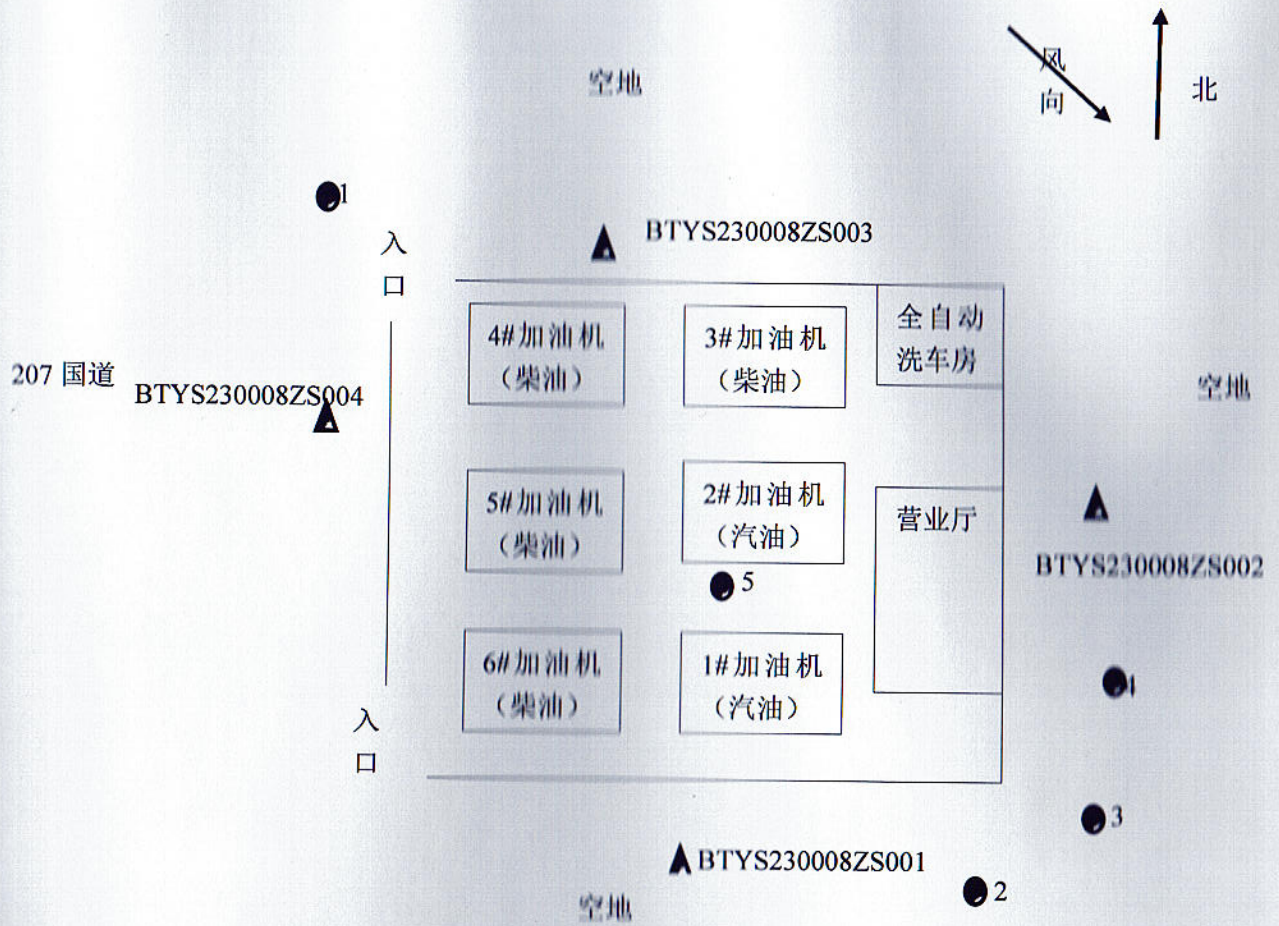 空地
风
向
北
1
入
口
BTYS230008ZS003
4#加油机
（柴油）
3#加油机
（柴油）
全自动
洗车房
207 国道
BTYS230008ZS004
空地
5#加油机
（柴油）
2#加油机
（汽油）
营业厅
BTYS230008ZS002
5
6#加油机
（柴油）
1#加油机
（汽油）
4
入
口
3
BTYS230008ZS001
2
空地